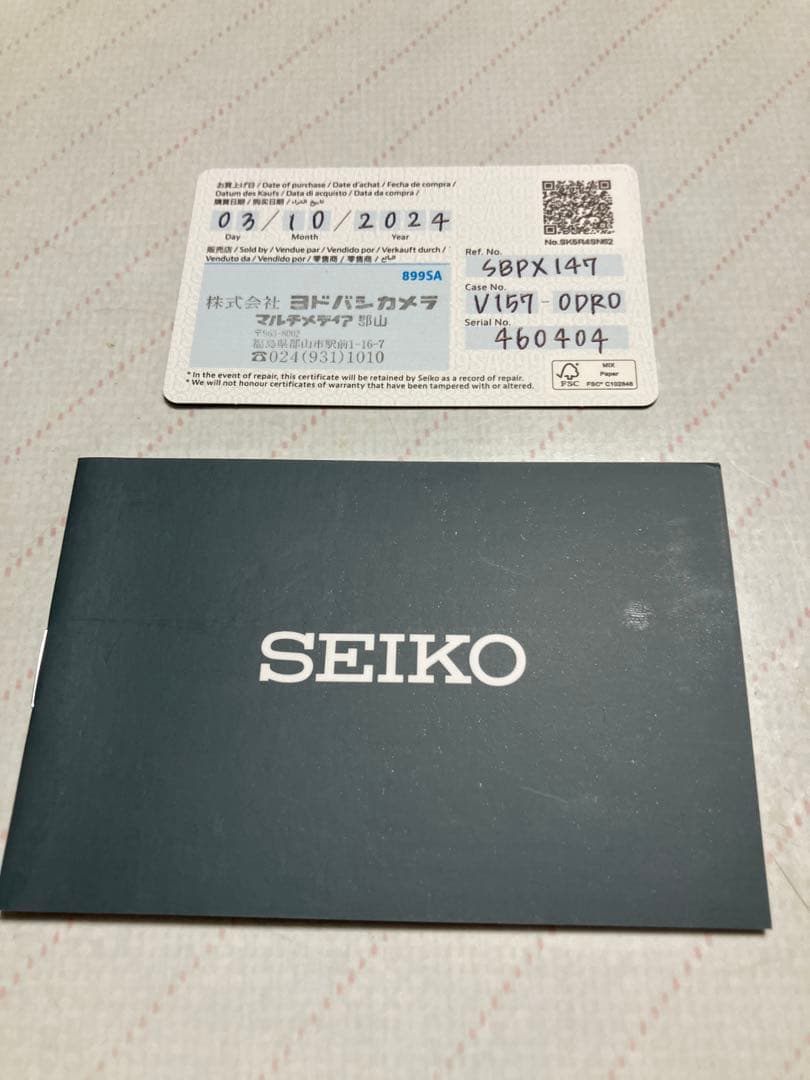 お買上げ日 / Date of purchase / Date d'achat / Fecha de compra /
Datum des Kaufs / Data di acquisto / Data da compra /
購買日期 / 购买日期 / تاريخ الشراء
03/10/2024
Day Month Year
販売店 / Sold by / Vendue par / Vendido por / Verkauft durch /
Venduto da / Vendido por / 零售商 / 零售商 /
899SA
株式会社 ヨドバシカメラ
マルチメデイア 郡山
〒963-8002
福島県郡山市駅前1-16-7
☎024(931)1010
* In the event of repair, this certificate will be retained by Seiko as a record of repair.
* We will not honour certificates of warranty that have been tampered with or altered.
Ref. No.
SBPX147
Case No.
V157-0DR0
Serial No.
460404
FSC
MIX
Paper
FSC® C102846
SEIKO